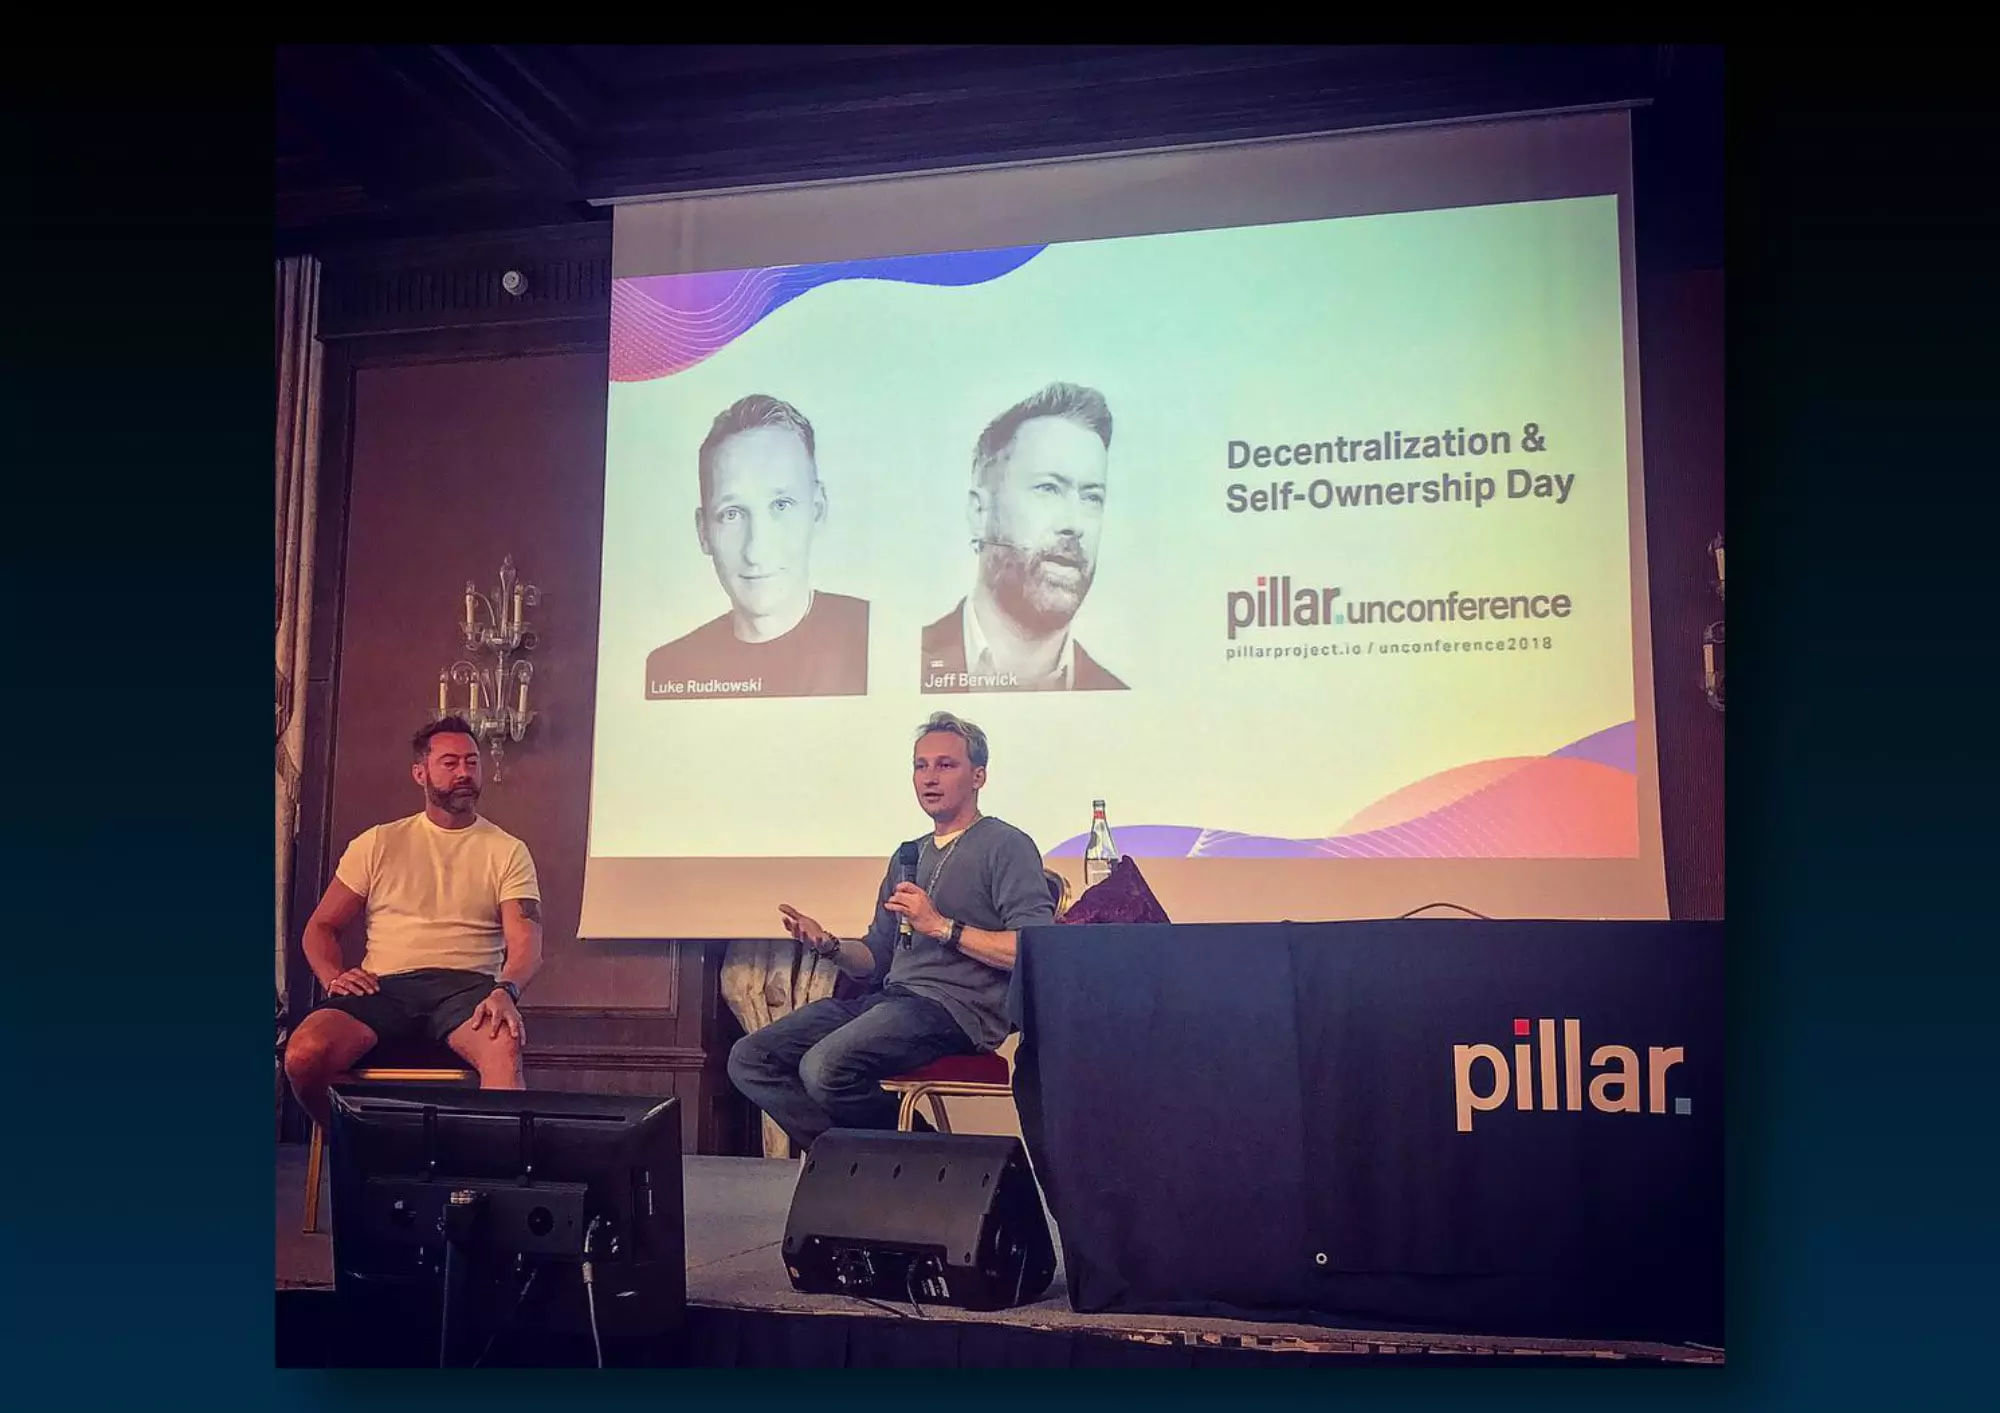 Decentralization &
Self-Ownership Day
pillar.unconference
pillarproject.io / unconference2018
Luke Rudkowski
Jeff Berwick
pillar.